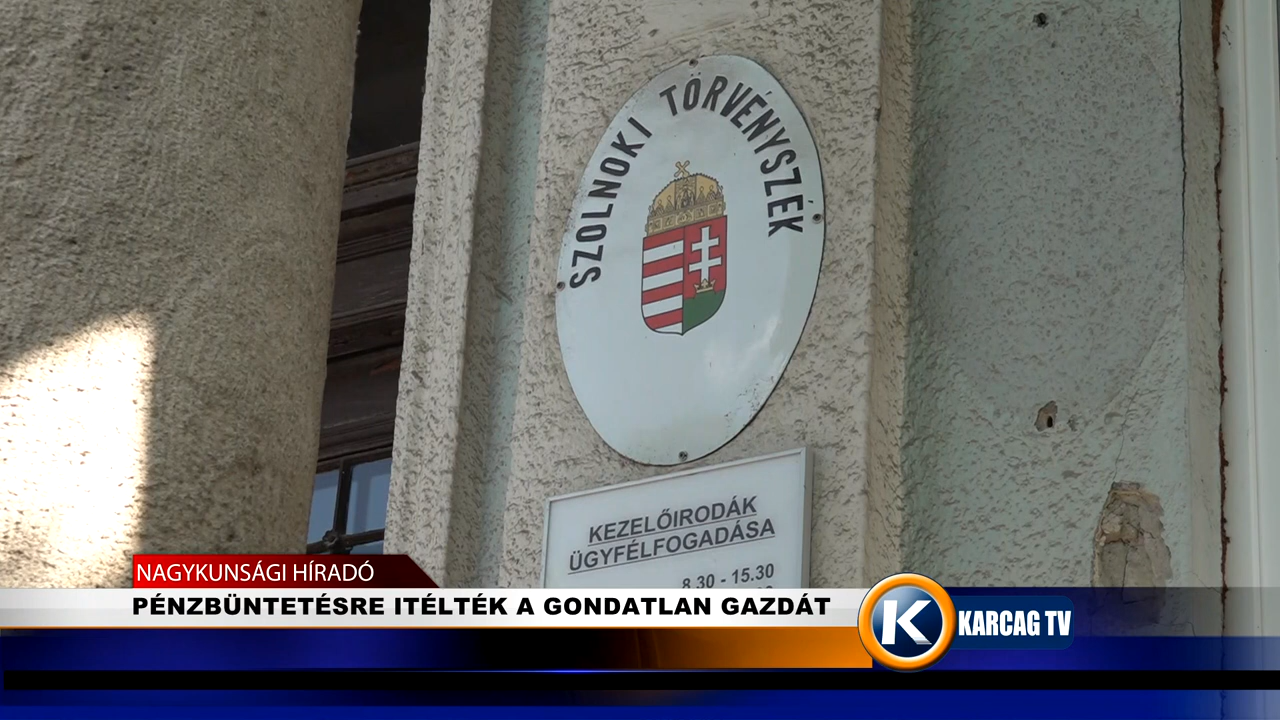 SZOLNOKI TÖRVÉNYSZÉK
KEZELŐIRODÁK
ÜGYFÉLFOGADÁSA
8.30 - 15.30
NAGYKUNSÁGI HÍRADÓ
PÉNZBÜNTETÉSRE ITÉLTÉK A GONDATLAN GAZDÁT
K
KARCAG TV